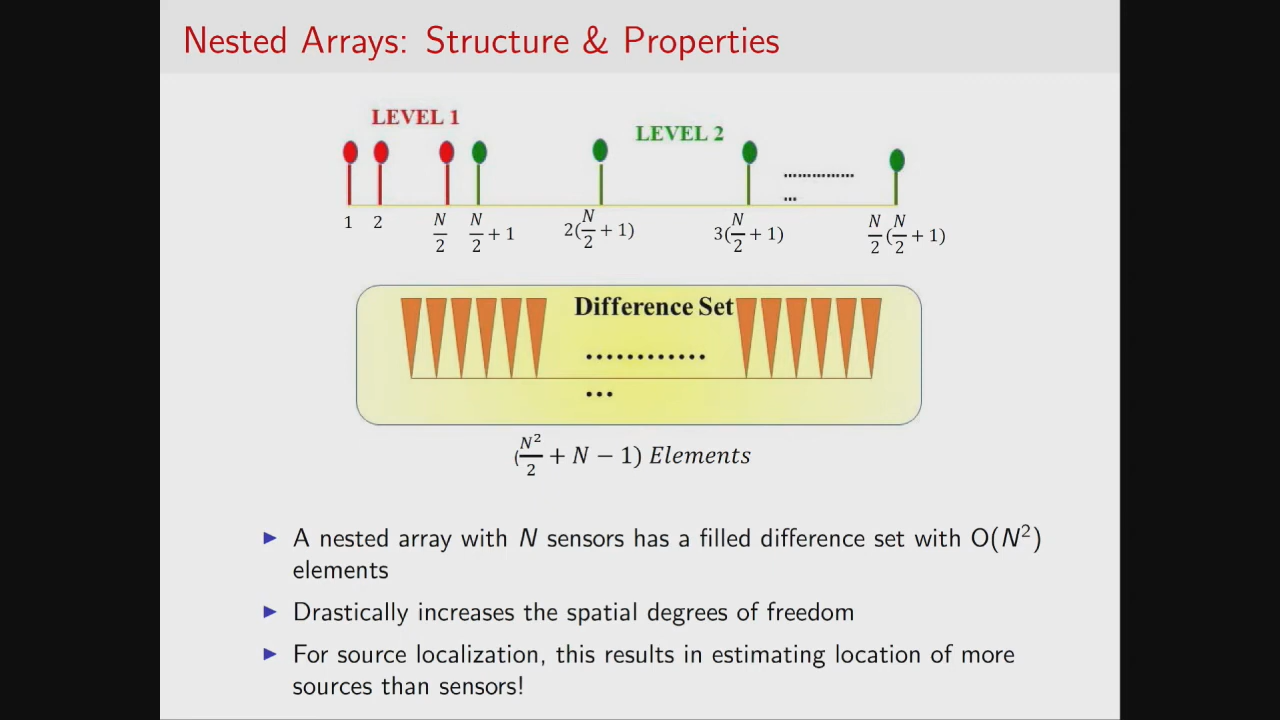 Nested Arrays: Structure & Properties
LEVEL 1
LEVEL 2
...............
...
1 2 N/2 N/2 + 1 2(N/2 + 1) 3(N/2 + 1) N/2(N/2 + 1)
Difference Set
............
...
(N²/2 + N − 1) Elements
▶ A nested array with N sensors has a filled difference set with O(N²)
elements
▶ Drastically increases the spatial degrees of freedom
▶ For source localization, this results in estimating location of more
sources than sensors!